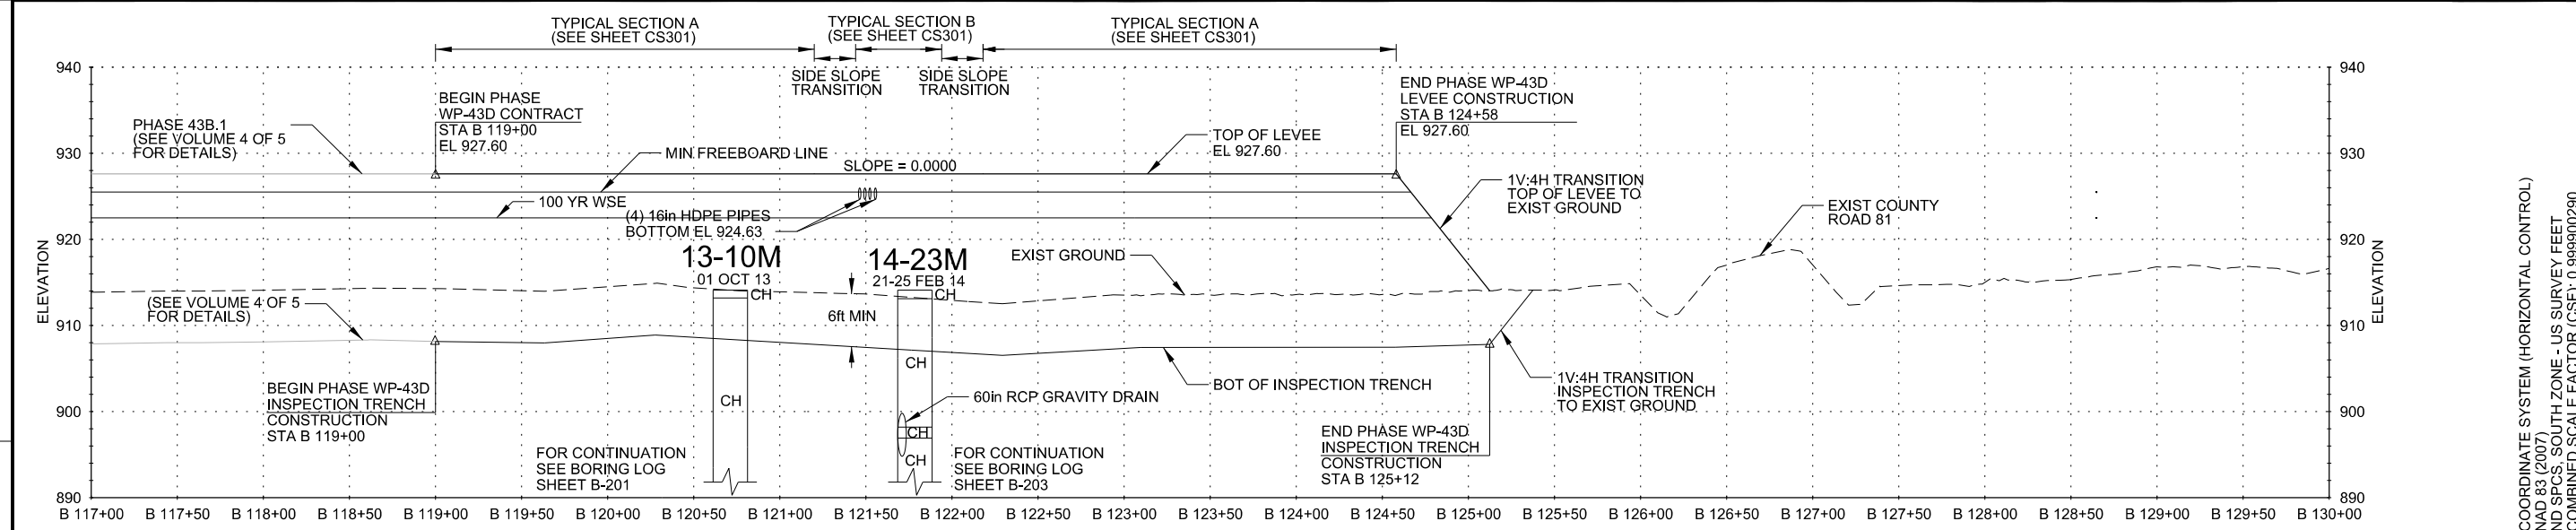 TYPICAL SECTION A
(SEE SHEET CS301)
TYPICAL SECTION B
(SEE SHEET CS301)
TYPICAL SECTION A
(SEE SHEET CS301)
SIDE SLOPE
TRANSITION
SIDE SLOPE
TRANSITION
940
930
920
910
900
890
ELEVATION
PHASE 43B.1
(SEE VOLUME 4 OF 5
FOR DETAILS)
BEGIN PHASE
WP-43D CONTRACT
STA B 119+00
EL 927.60
MIN FREEBOARD LINE
SLOPE = 0.0000
TOP OF LEVEE
EL 927.60
END PHASE WP-43D
LEVEE CONSTRUCTION
STA B 124+58
EL 927.60
1V:4H TRANSITION
TOP OF LEVEE TO
EXIST GROUND
EXIST COUNTY
ROAD 81
100 YR WSE
(4) 16in HDPE PIPES
BOTTOM EL 924.63
13-10M
01 OCT 13
CH
14-23M
21-25 FEB 14
CH
EXIST GROUND
(SEE VOLUME 4 OF 5
FOR DETAILS)
6ft MIN
CH
CH
CH
CH
BEGIN PHASE WP-43D
INSPECTION TRENCH
CONSTRUCTION
STA B 119+00
60in RCP GRAVITY DRAIN
BOT OF INSPECTION TRENCH
1V:4H TRANSITION
INSPECTION TRENCH
TO EXIST GROUND
FOR CONTINUATION
SEE BORING LOG
SHEET B-201
FOR CONTINUATION
SEE BORING LOG
SHEET B-203
END PHASE WP-43D
INSPECTION TRENCH
CONSTRUCTION
STA B 125+12
940
930
920
910
900
890
ELEVATION
B 117+00
B 117+50
B 118+00
B 118+50
B 119+00
B 119+50
B 120+00
B 120+50
B 121+00
B 121+50
B 122+00
B 122+50
B 123+00
B 123+50
B 124+00
B 124+50
B 125+00
B 125+50
B 126+00
B 126+50
B 127+00
B 127+50
B 128+00
B 128+50
B 129+00
B 129+50
B 130+00
COORDINATE SYSTEM (HORIZONTAL CONTROL)
NAD 83 (2007)
ND SPCS, SOUTH ZONE - US SURVEY FEET
COMBINED SCALE FACTOR (CSF): 0.999900290